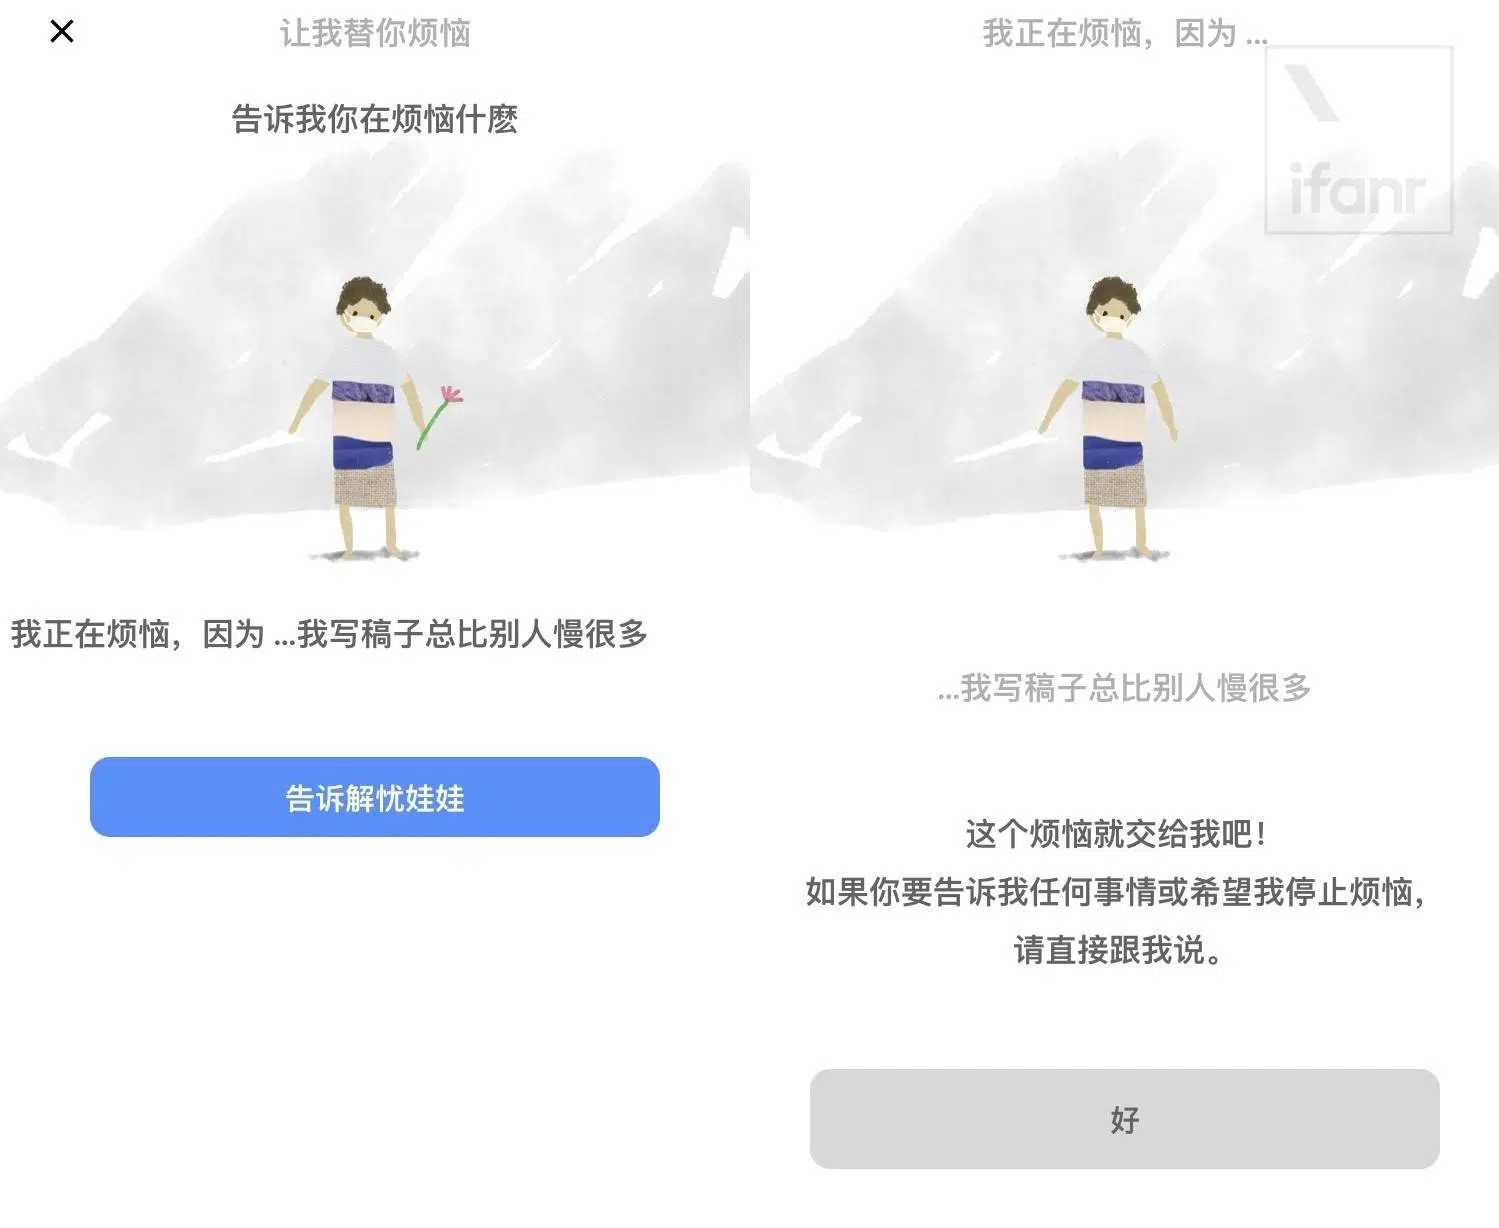 让我替你烦恼
告诉我你在烦恼什麽
我正在烦恼，因为 ...我写稿子总比别人慢很多
告诉解忧娃娃
我正在烦恼，因为 ...
ifanr
...我写稿子总比别人慢很多
这个烦恼就交给我吧！
如果你要告诉我任何事情或希望我停止烦恼，
请直接跟我说。
好